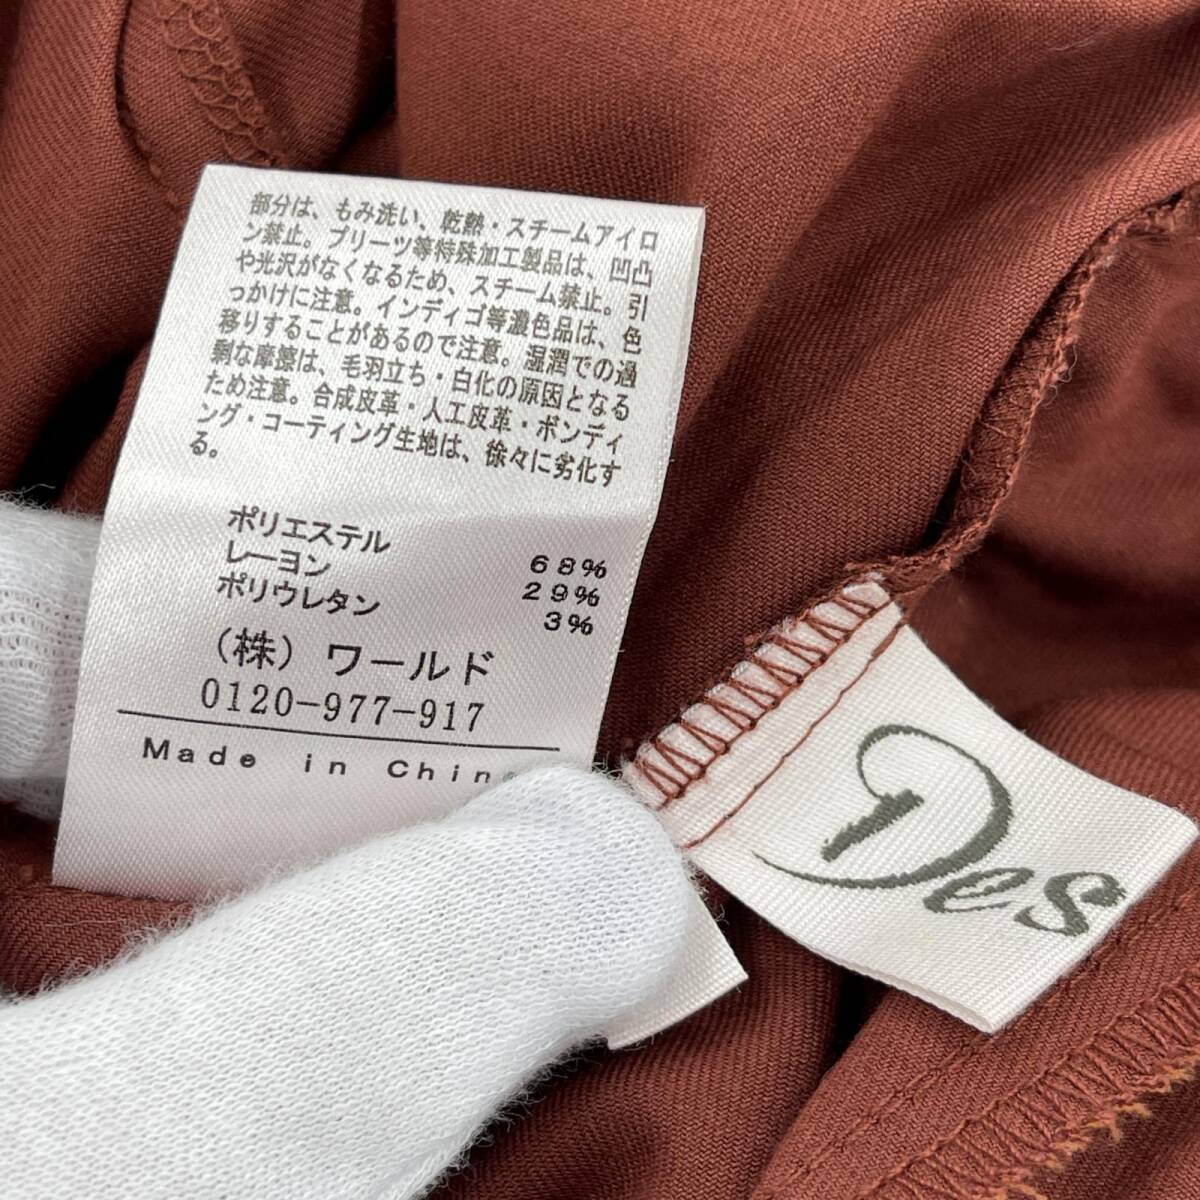 部分は、もみ洗い、乾熱・スチームアイロ
ン禁止。プリーツ等特殊加工製品は、凹凸
や光沢がなくなるため、スチーム禁止。引
っかけに注意。インディゴ等濃色品は、色
移りすることがあるので注意。湿潤での過
剰な摩擦は、毛羽立ち・白化の原因となる
ため注意。合成皮革・人工皮革・ボンディ
ング・コーティング生地は、徐々に劣化す
る。
ポリエステル 68%
レーヨン 29%
ポリウレタン 3%
（株）ワールド
0120-977-917
Made in Chin
Des